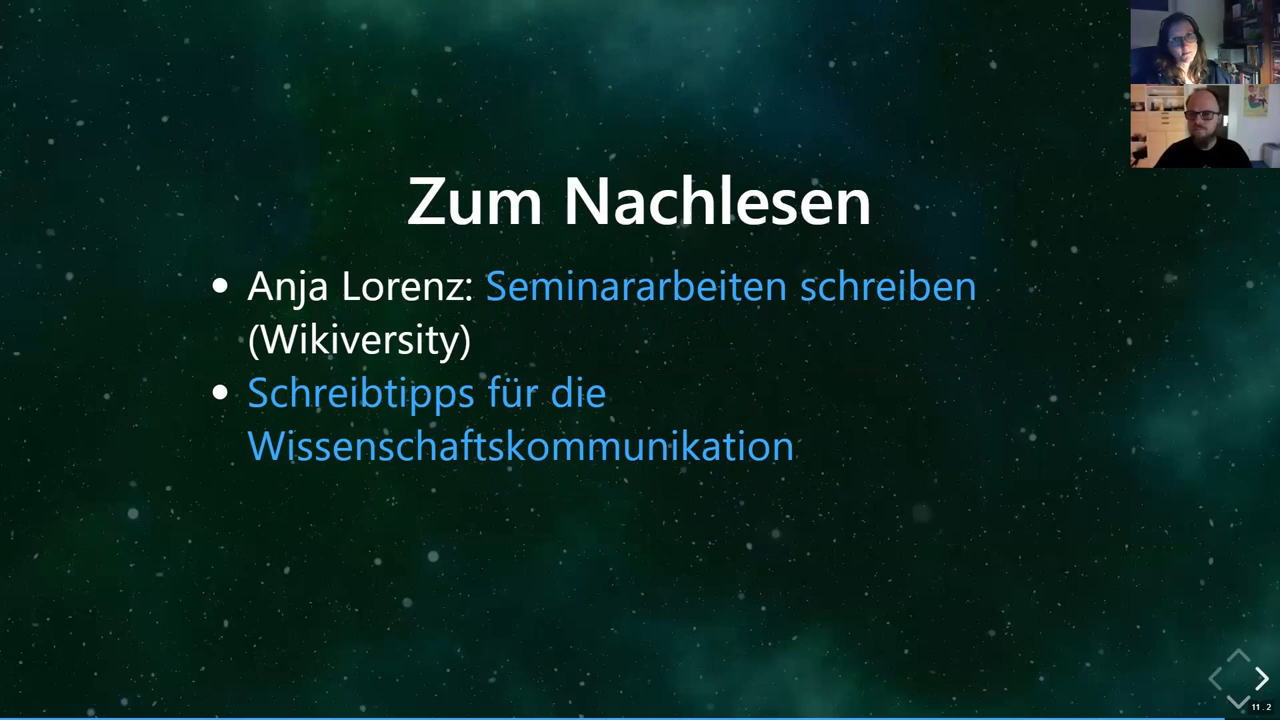 Zum Nachlesen
• Anja Lorenz: Seminararbeiten schreiben
(Wikiversity)
• Schreibtipps für die
Wissenschaftskommunikation
11.2